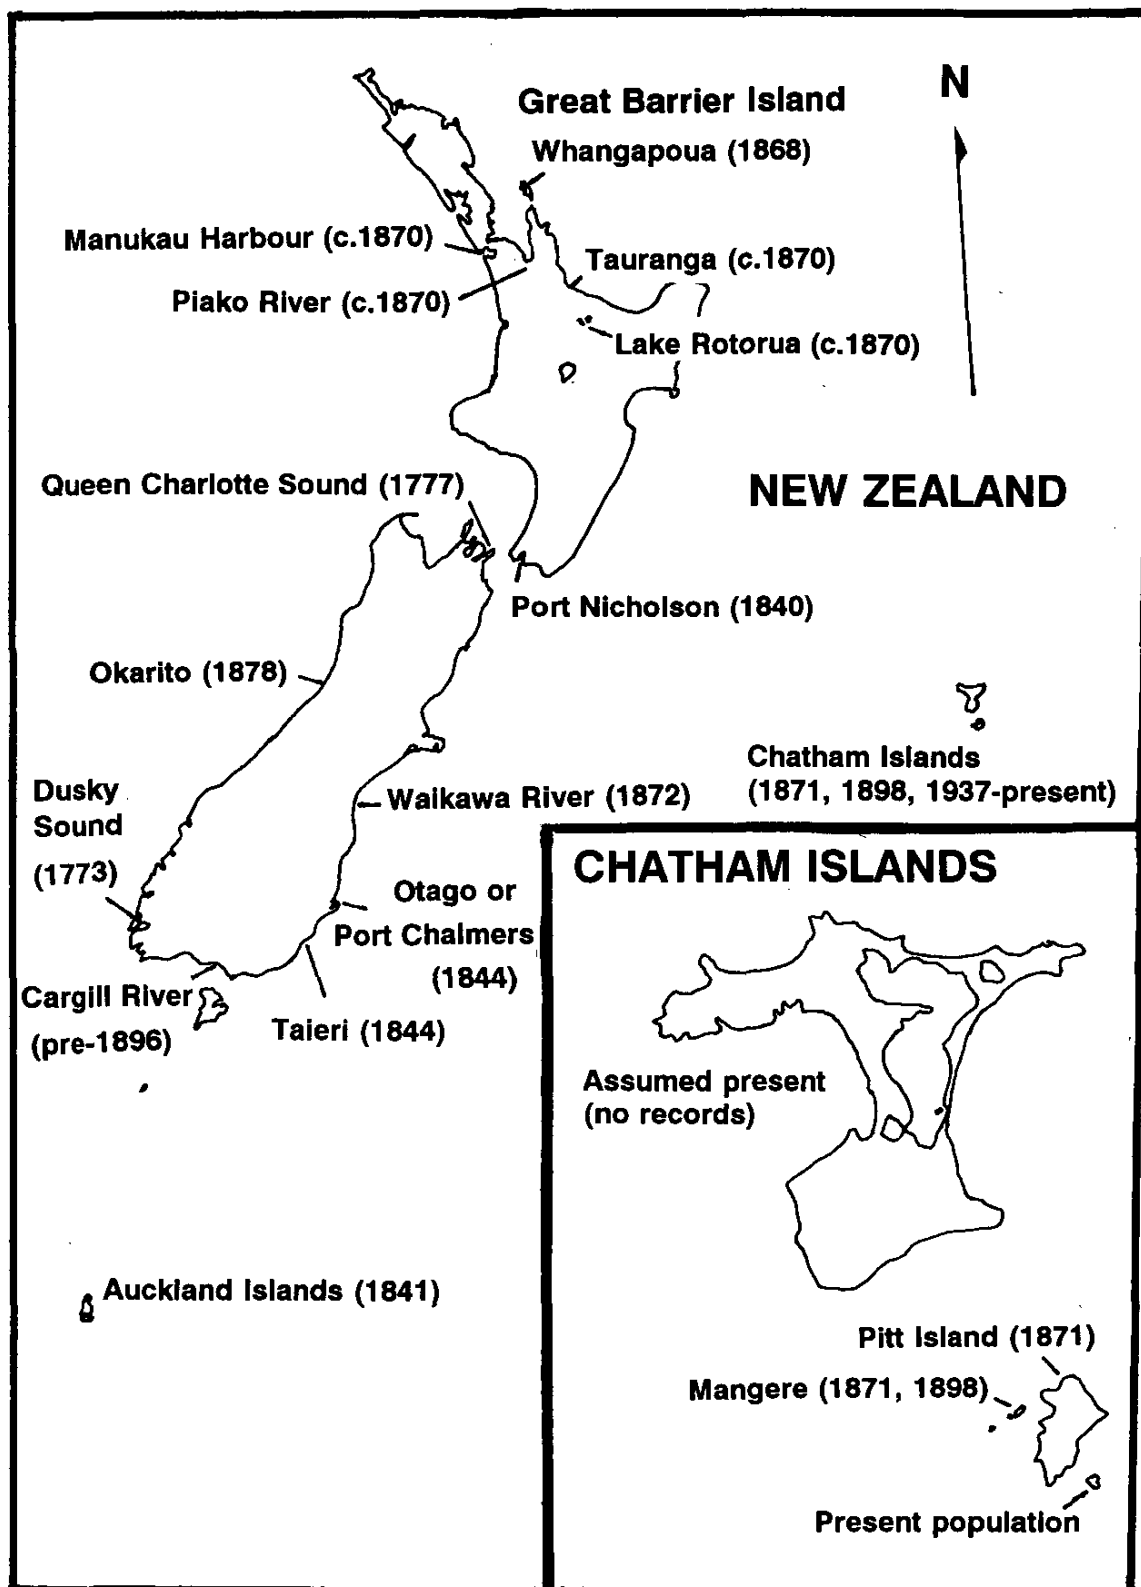 N
Great Barrier Island
Whangapoua (1868)
Manukau Harbour (c.1870)
Tauranga (c.1870)
Piako River (c.1870)
Lake Rotorua (c.1870)
Queen Charlotte Sound (1777)
NEW ZEALAND
Port Nicholson (1840)
Okarito (1878)
Chatham Islands
(1871, 1898, 1937-present)
Dusky
Sound
(1773)
Waikawa River (1872)
Otago or
Port Chalmers
(1844)
Cargill River
(pre-1896)
Taieri (1844)
Auckland Islands (1841)
CHATHAM ISLANDS
Assumed present
(no records)
Pitt Island (1871)
Mangere (1871, 1898)
Present population